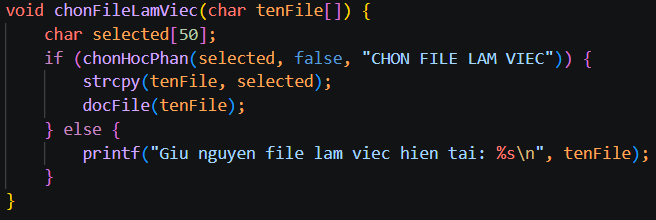 void chonFileLamViec(char tenFile[]) {
    char selected[50];
    if (chonHocPhan(selected, false, "CHON FILE LAM VIEC")) {
        strcpy(tenFile, selected);
        docFile(tenFile);
    } else {
        printf("Giu nguyen file lam viec hien tai: %s\n", tenFile);
    }
}